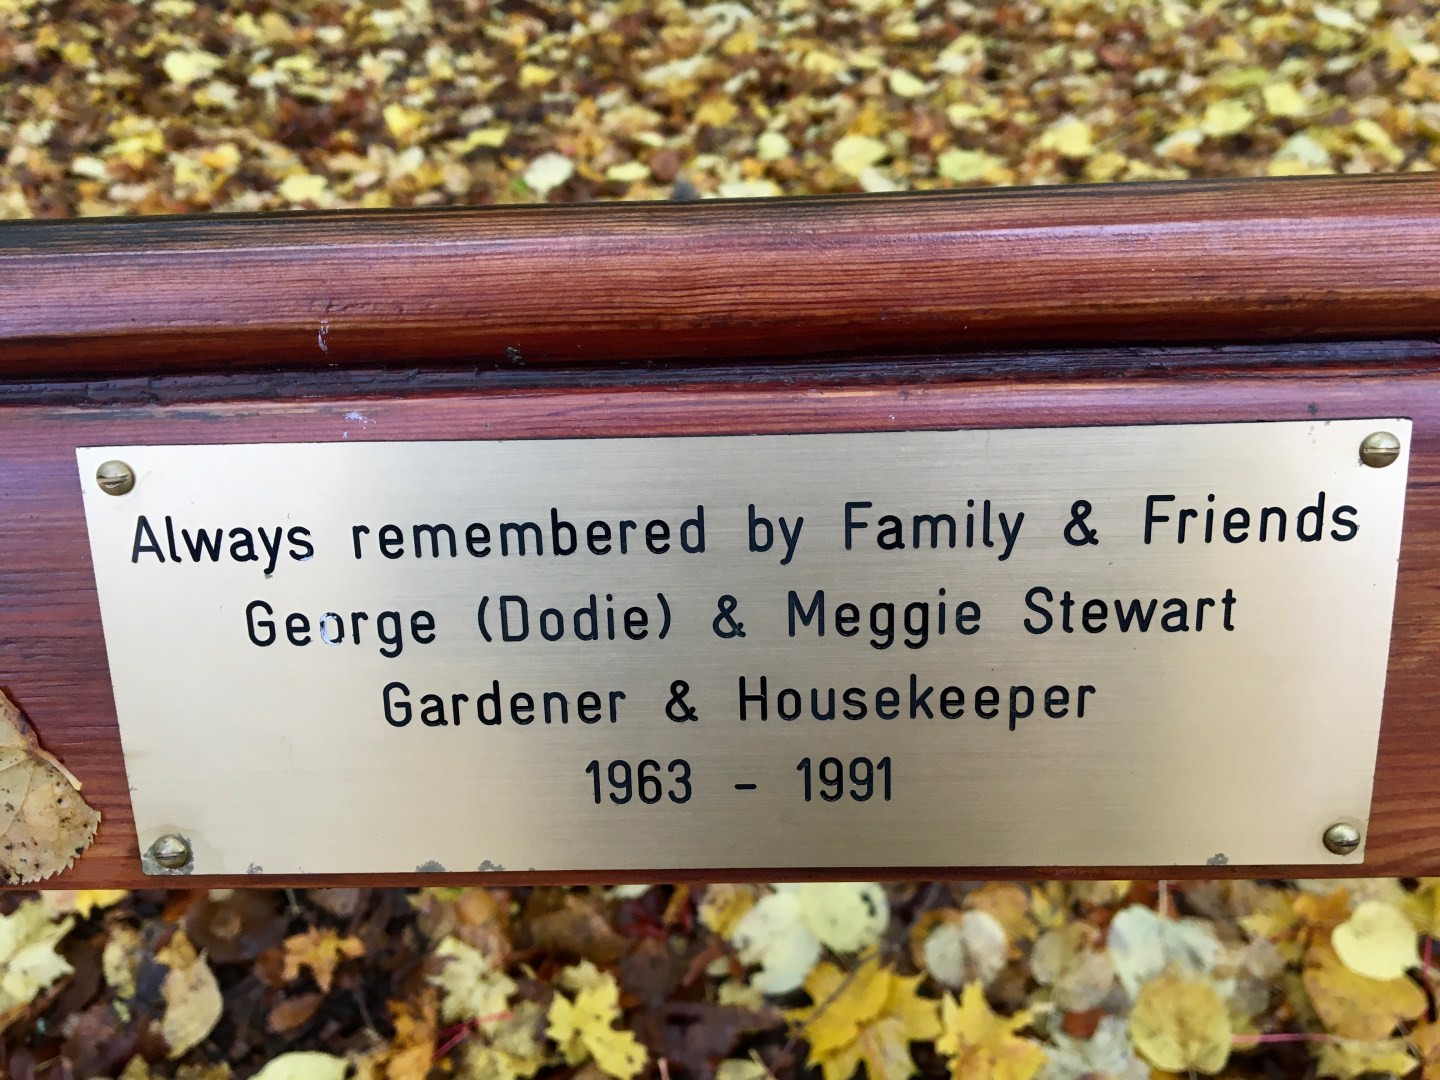 Always remembered by Family & Friends
George (Dodie) & Meggie Stewart
Gardener & Housekeeper
1963 - 1991